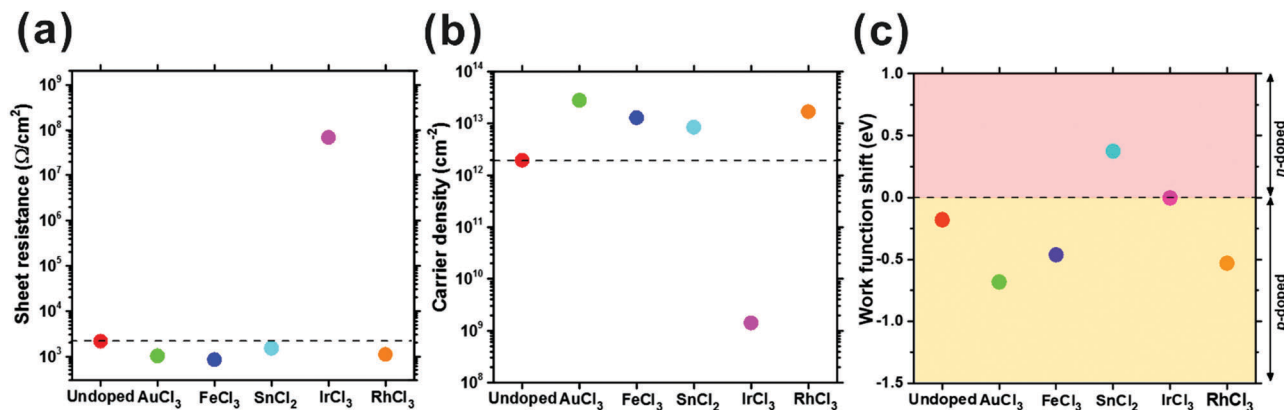 (a)
Sheet resistance (Ω/cm²)
10⁹
10⁸
10⁷
10⁶
10⁵
10⁴
10³
Undoped AuCl₃ FeCl₃ SnCl₂ IrCl₃ RhCl₃
(b)
Carrier density (cm⁻²)
10¹⁴
10¹³
10¹²
10¹¹
10¹⁰
10⁹
10⁸
Undoped AuCl₃ FeCl₃ SnCl₂ IrCl₃ RhCl₃
(c)
Work function shift (eV)
1.0
0.5
0.0
-0.5
-1.0
-1.5
Undoped AuCl₃ FeCl₃ SnCl₂ IrCl₃ RhCl₃
n-doped
p-doped